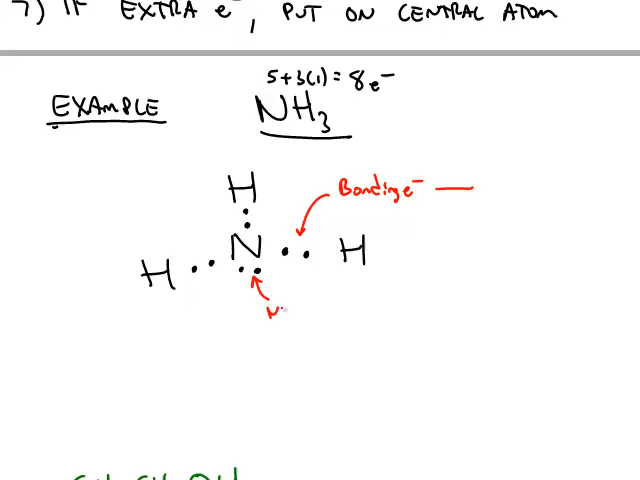 7) IF EXTRA e⁻, PUT ON CENTRAL ATOM
5+3(1) = 8e⁻
EXAMPLE NH₃
H
Bonding e⁻ —
N
H
H
N